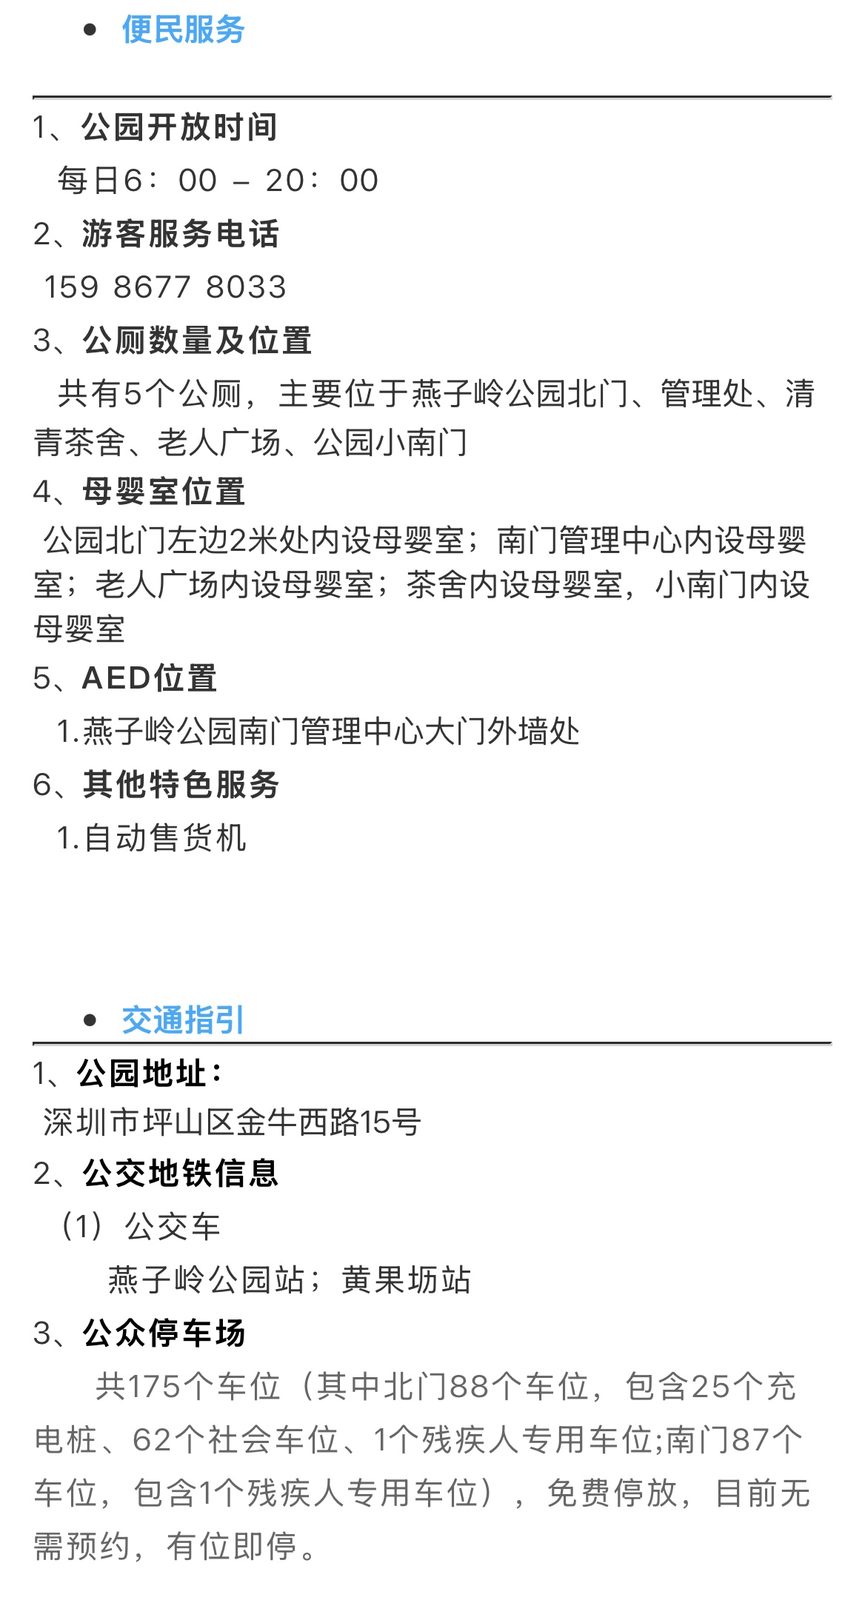 • 便民服务
1、公园开放时间
每日6：00 – 20：00
2、游客服务电话
159 8677 8033
3、公厕数量及位置
共有5个公厕，主要位于燕子岭公园北门、管理处、清
青茶舍、老人广场、公园小南门
4、母婴室位置
公园北门左边2米处内设母婴室；南门管理中心内设母婴
室；老人广场内设母婴室；茶舍内设母婴室，小南门内设
母婴室
5、AED位置
1.燕子岭公园南门管理中心大门外墙处
6、其他特色服务
1.自动售货机
• 交通指引
1、公园地址：
深圳市坪山区金牛西路15号
2、公交地铁信息
（1）公交车
燕子岭公园站；黄果坜站
3、公众停车场
共175个车位（其中北门88个车位，包含25个充
电桩、62个社会车位、1个残疾人专用车位;南门87个
车位，包含1个残疾人专用车位），免费停放，目前无
需预约，有位即停。